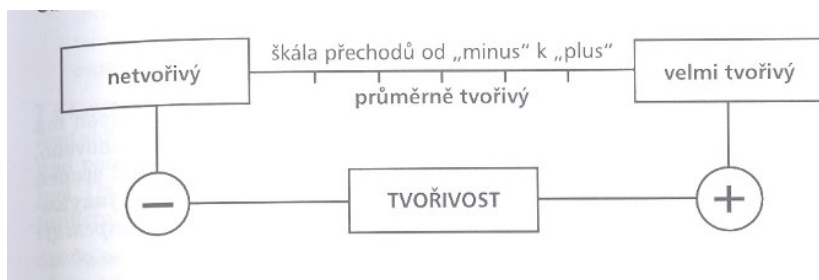 netvořivý
škála přechodů od „minus“ k „plus“
velmi tvořivý
průměrně tvořivý
−
TVOŘIVOST
+